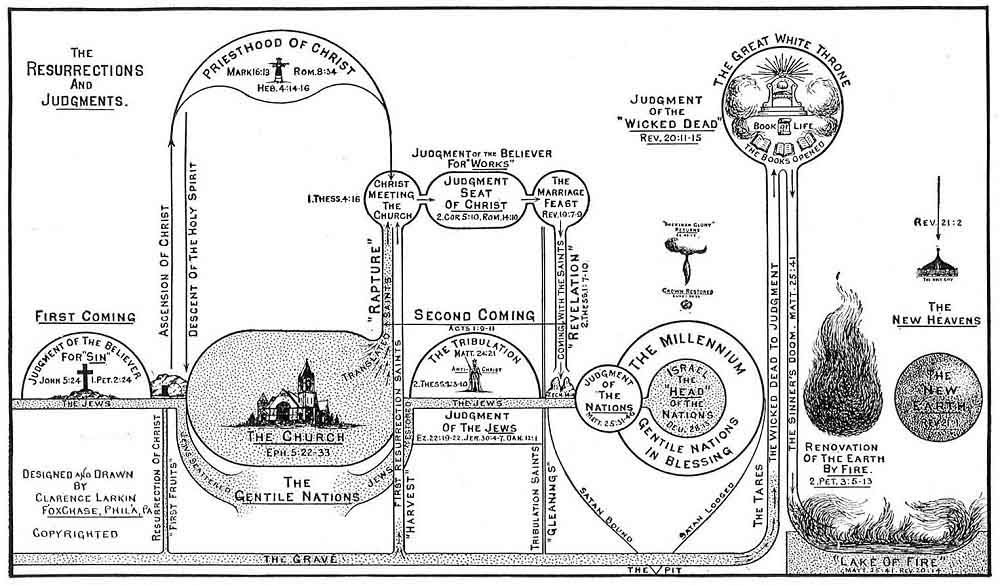 THE
RESURRECTIONS
AND
JUDGMENTS.
PRIESTHOOD OF CHRIST
MARK 16:19 ROM. 8:34
HEB. 4:14-16
ASCENSION OF CHRIST
DESCENT OF THE HOLY SPIRIT
FIRST COMING
JUDGMENT OF THE BELIEVER
FOR "SIN"
JOHN 5:24 1. PET. 2:24
THE JEWS
THE CHURCH
EPH. 5:22-33
JEWS SCATTERED
THE
GENTILE NATIONS
JEWS
RESTORED
DESIGNED AND DRAWN
BY
CLARENCE LARKIN
FOX CHASE, PHIL'A, PA
COPYRIGHTED
RESURRECTION OF CHRIST
"FIRST FRUITS"
THE GRAVE
1. THESS. 4:16
CHRIST
MEETING
THE
CHURCH
"RAPTURE"
TRANSLATED SAINTS
FIRST RESURRECTION SAINTS
"HARVEST"
JUDGMENT OF THE BELIEVER
FOR "WORKS"
JUDGMENT
SEAT
OF CHRIST
2. COR. 5:10, ROM. 14:10
THE
MARRIAGE
FEAST
REV. 19:7-9
SECOND COMING
ACTS 1:9-11
THE TRIBULATION
MATT. 24:21
ANTI-CHRIST
2. THESS. 2:3-10
THE JEWS
JUDGMENT
OF THE JEWS
EZ. 22:19-22. JER. 30:4-7. DAN. 12:1
TRIBULATION SAINTS
"GLEANINGS"
COMING WITH THE SAINTS
"REVELATION"
2. THESS. 1:7-10
JUDGMENT
OF
THE
NATIONS
MATT. 25:31-46
THE MILLENNIUM
ISRAEL
THE
"HEAD"
OF THE
NATIONS
DEU. 28:13
GENTILE NATIONS
IN BLESSING
"SHEKINAH GLORY"
RETURNS
CROWN RESTORED
SATAN BOUND
SATAN LOOSED
THE PIT
THE TARES
THE WICKED DEAD TO JUDGMENT
THE SINNER'S DOOM. MATT. 25:41
JUDGMENT
OF THE
"WICKED DEAD"
REV. 20:11-15
THE GREAT WHITE THRONE
BOOK OF LIFE
THE BOOKS OPENED
REV. 21:2
THE HOLY CITY
THE
NEW HEAVENS
THE
NEW
EARTH
REV. 21:1
RENOVATION
OF THE EARTH
BY FIRE.
2. PET. 3:5-13
"LAKE OF FIRE"
(MATT. 25:41. REV. 20:14)